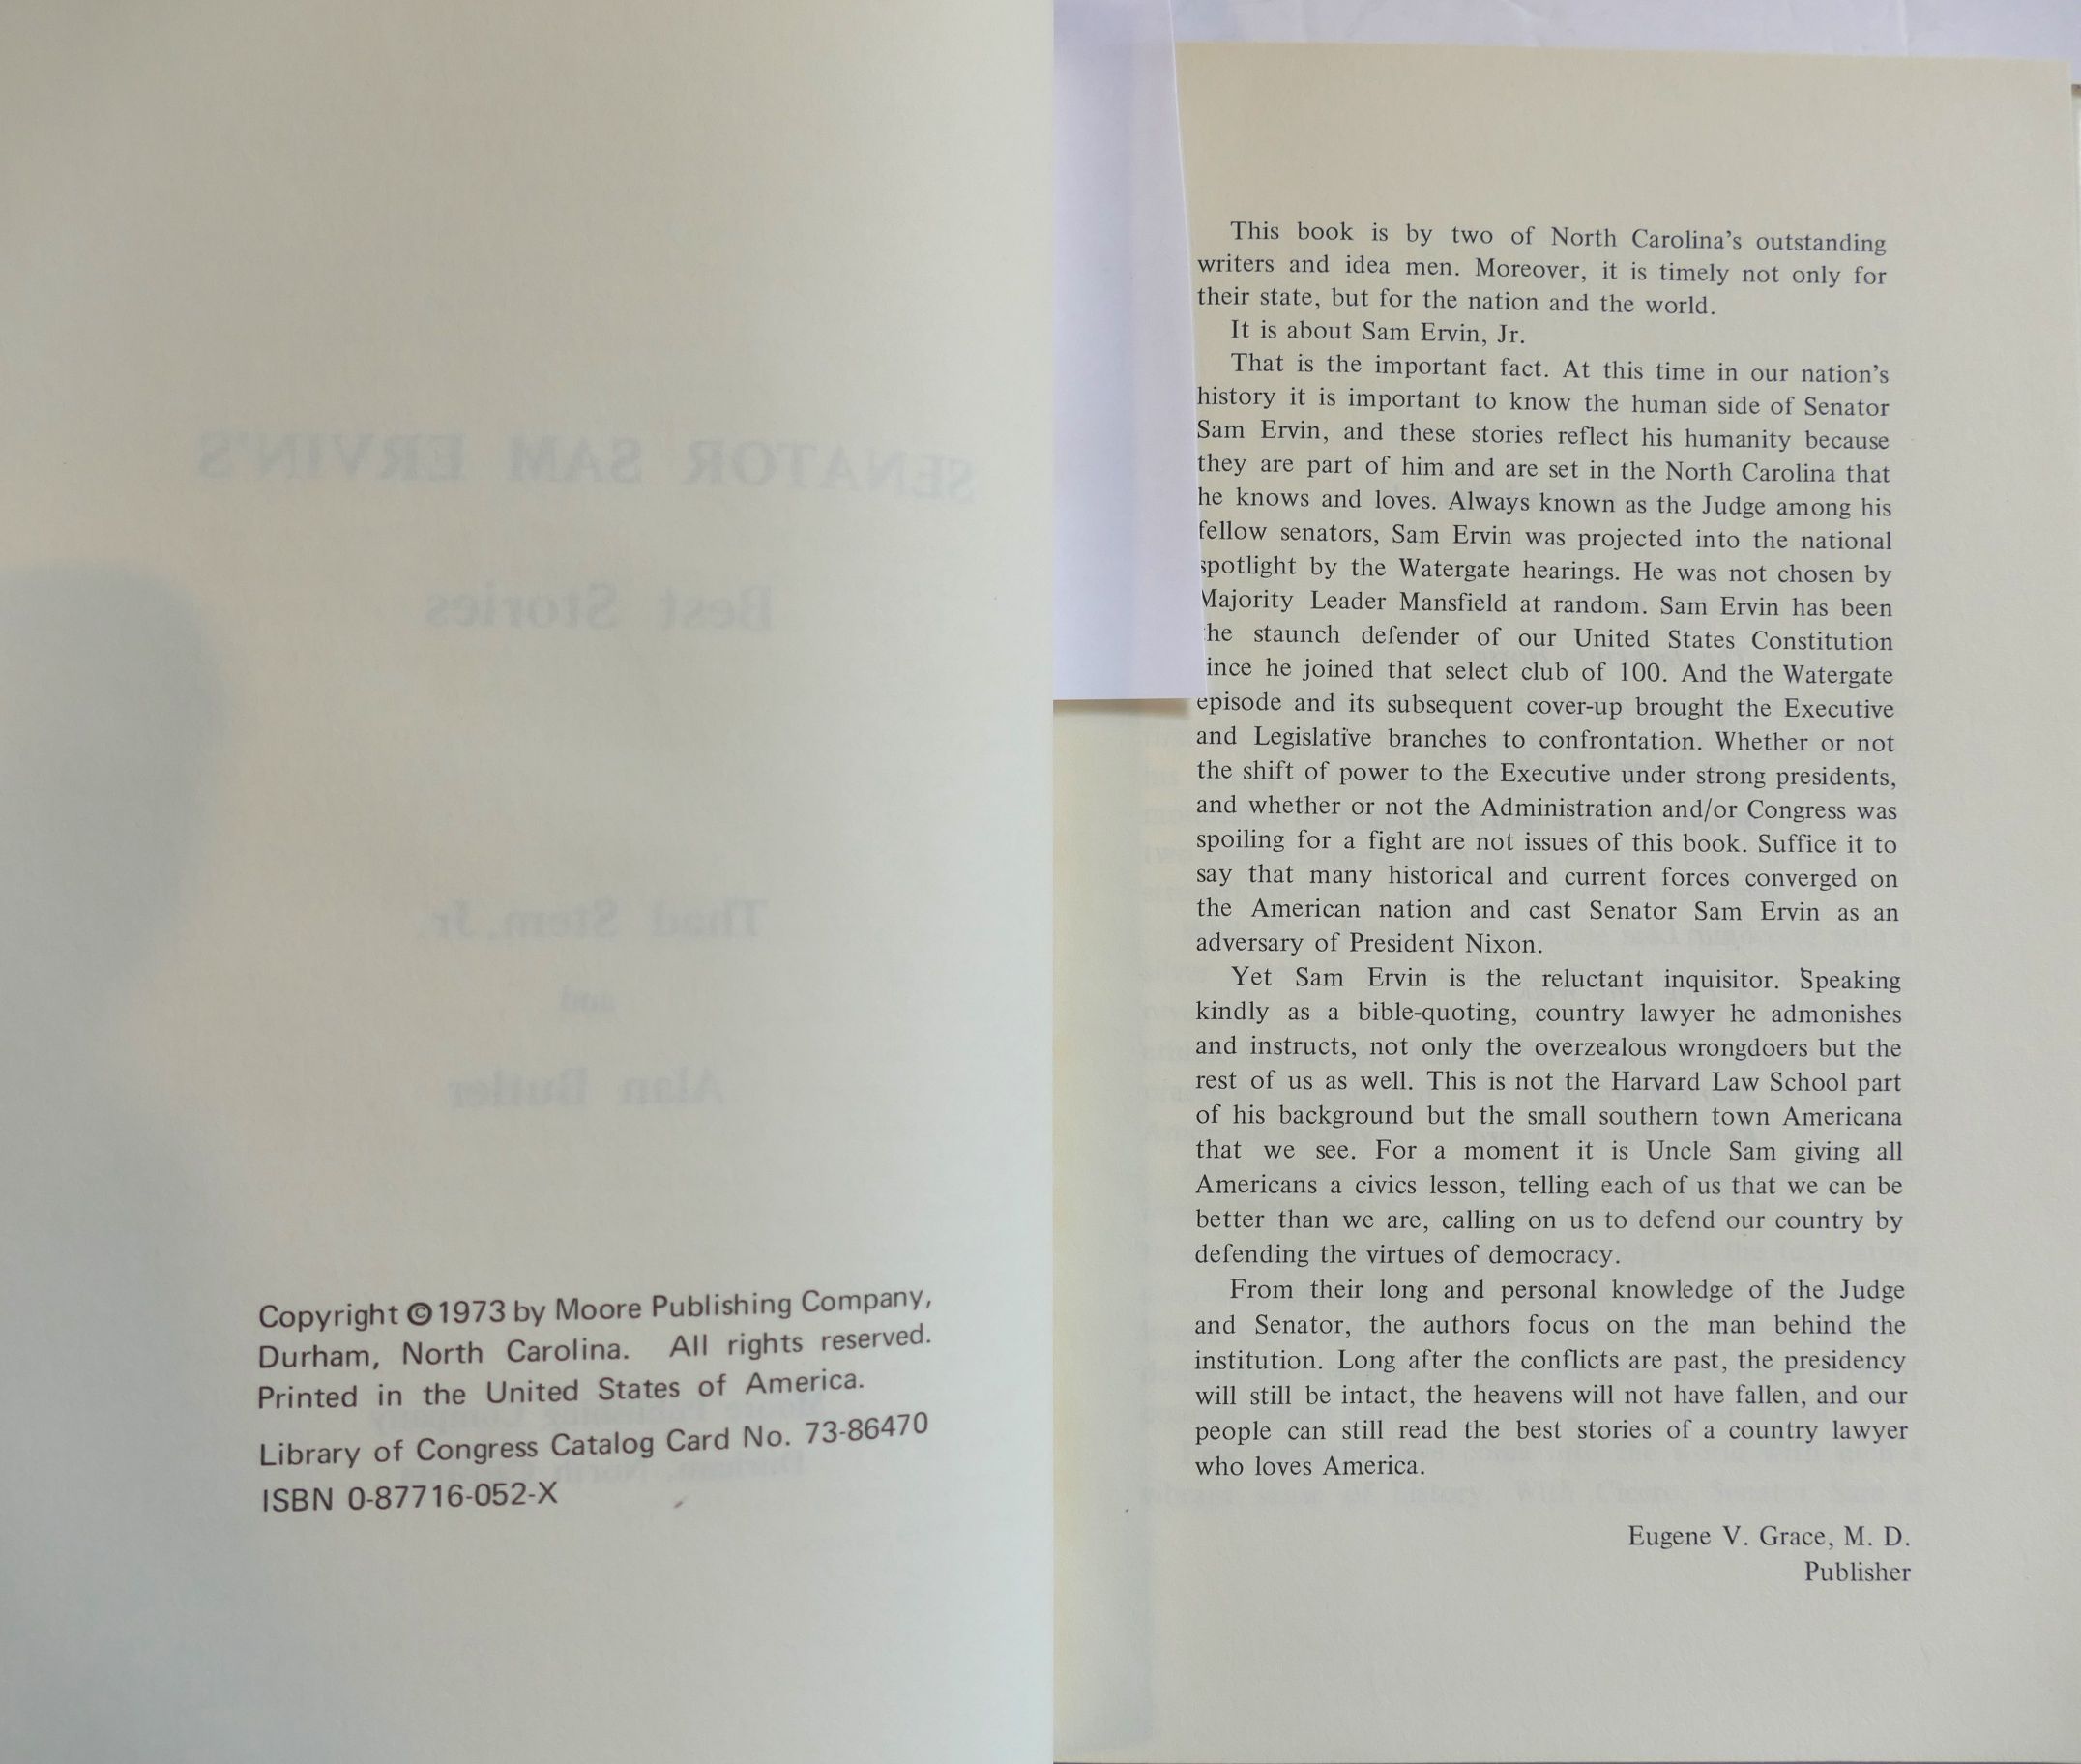 SENATOR SAM ERVIN'S
Best Stories
Thad Stem, Jr.
and
Alan Butler
Copyright © 1973 by Moore Publishing Company,
Durham, North Carolina. All rights reserved.
Printed in the United States of America.
Library of Congress Catalog Card No. 73-86470
ISBN 0-87716-052-X
This book is by two of North Carolina's outstanding
writers and idea men. Moreover, it is timely not only for
their state, but for the nation and the world.
It is about Sam Ervin, Jr.
That is the important fact. At this time in our nation's
history it is important to know the human side of Senator
Sam Ervin, and these stories reflect his humanity because
they are part of him and are set in the North Carolina that
he knows and loves. Always known as the Judge among his
fellow senators, Sam Ervin was projected into the national
spotlight by the Watergate hearings. He was not chosen by
Majority Leader Mansfield at random. Sam Ervin has been
the staunch defender of our United States Constitution
ince he joined that select club of 100. And the Watergate
episode and its subsequent cover-up brought the Executive
and Legislative branches to confrontation. Whether or not
the shift of power to the Executive under strong presidents,
and whether or not the Administration and/or Congress was
spoiling for a fight are not issues of this book. Suffice it to
say that many historical and current forces converged on
the American nation and cast Senator Sam Ervin as an
adversary of President Nixon.
Yet Sam Ervin is the reluctant inquisitor. Speaking
kindly as a bible-quoting, country lawyer he admonishes
and instructs, not only the overzealous wrongdoers but the
rest of us as well. This is not the Harvard Law School part
of his background but the small southern town Americana
that we see. For a moment it is Uncle Sam giving all
Americans a civics lesson, telling each of us that we can be
better than we are, calling on us to defend our country by
defending the virtues of democracy.
From their long and personal knowledge of the Judge
and Senator, the authors focus on the man behind the
institution. Long after the conflicts are past, the presidency
will still be intact, the heavens will not have fallen, and our
people can still read the best stories of a country lawyer
who loves America.
Eugene V. Grace, M. D.
Publisher